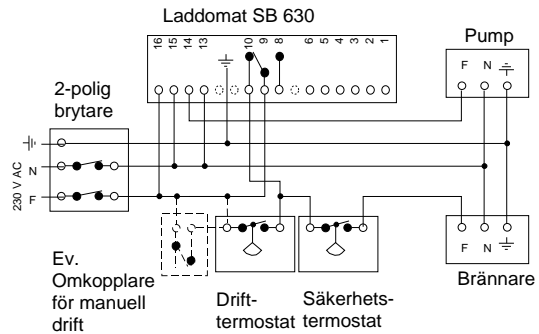 Laddomat SB 630
16 15 14 13 10 9 8 6 5 4 3 2 1
Pump
F N
2-polig
brytare
230 V AC
N
F
F N
Brännare
Ev.
Omkopplare
för manuell
drift
Drift-
termostat
Säkerhets-
termostat